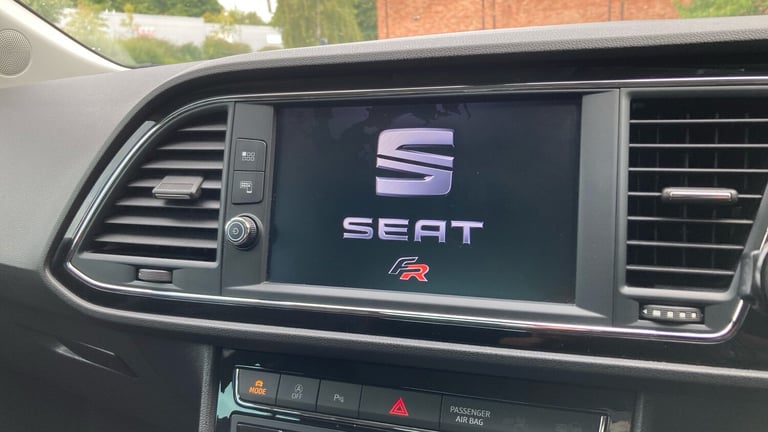 SEAT
FR
MODE
A
OFF
P
PASSENGER
AIR BAG